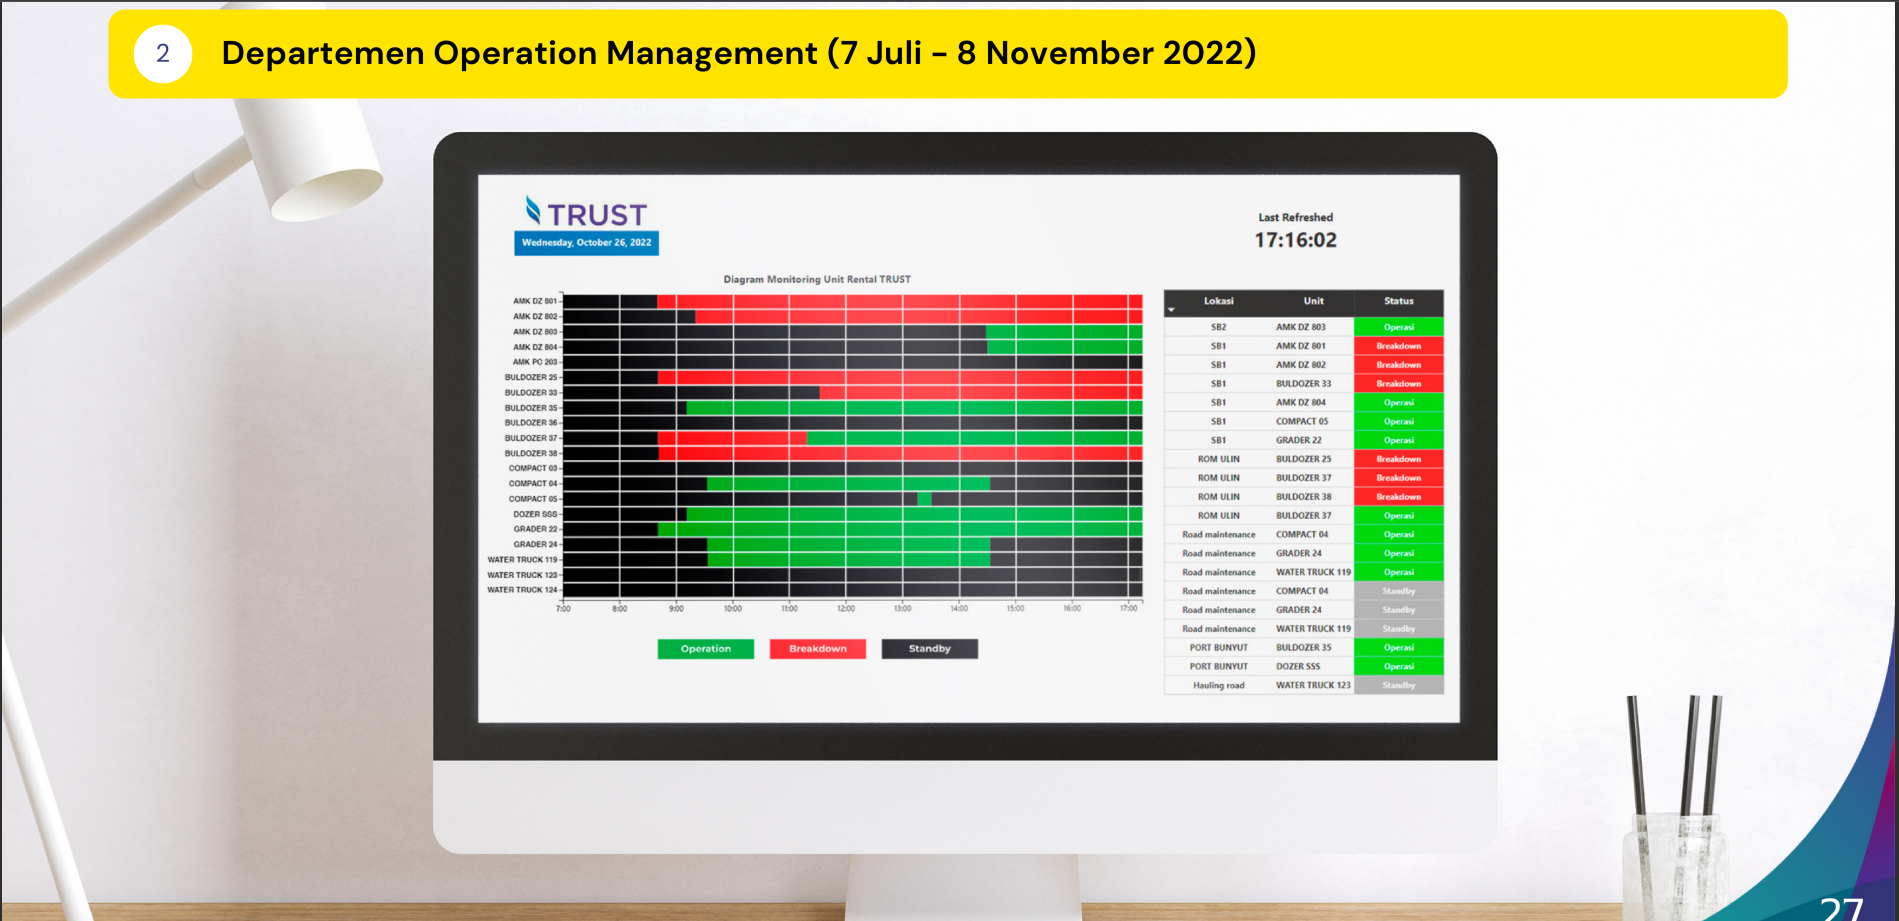 2
Departemen Operation Management (7 Juli - 8 November 2022)
TRUST
Wednesday, October 26, 2022
Last Refreshed
17:16:02
Diagram Monitoring Unit Rental TRUST
AMK DZ 801
AMK DZ 802
AMK DZ 803
AMK DZ 804
AMK PC 203
BULDOZER 25
BULDOZER 33
BULDOZER 35
BULDOZER 36
BULDOZER 37
BULDOZER 38
COMPACT 03
COMPACT 04
COMPACT 05
DOZER SSS
GRADER 22
GRADER 24
WATER TRUCK 119
WATER TRUCK 123
WATER TRUCK 124
7:00 8:00 9:00 10:00 11:00 12:00 13:00 14:00 15:00 16:00 17:00
Operation Breakdown Standby
Lokasi Unit Status
SB2 AMK DZ 803 Operasi
SB1 AMK DZ 801 Breakdown
SB1 AMK DZ 802 Breakdown
SB1 BULDOZER 33 Breakdown
SB1 AMK DZ 804 Operasi
SB1 COMPACT 05 Operasi
SB1 GRADER 22 Operasi
ROM ULIN BULDOZER 25 Breakdown
ROM ULIN BULDOZER 37 Breakdown
ROM ULIN BULDOZER 38 Breakdown
ROM ULIN BULDOZER 37 Operasi
Road maintenance COMPACT 04 Operasi
Road maintenance GRADER 24 Operasi
Road maintenance WATER TRUCK 119 Operasi
Road maintenance COMPACT 04 Standby
Road maintenance GRADER 24 Standby
Road maintenance WATER TRUCK 119 Standby
PORT BUNYUT BULDOZER 35 Operasi
PORT BUNYUT DOZER SSS Operasi
Hauling road WATER TRUCK 123 Standby
27